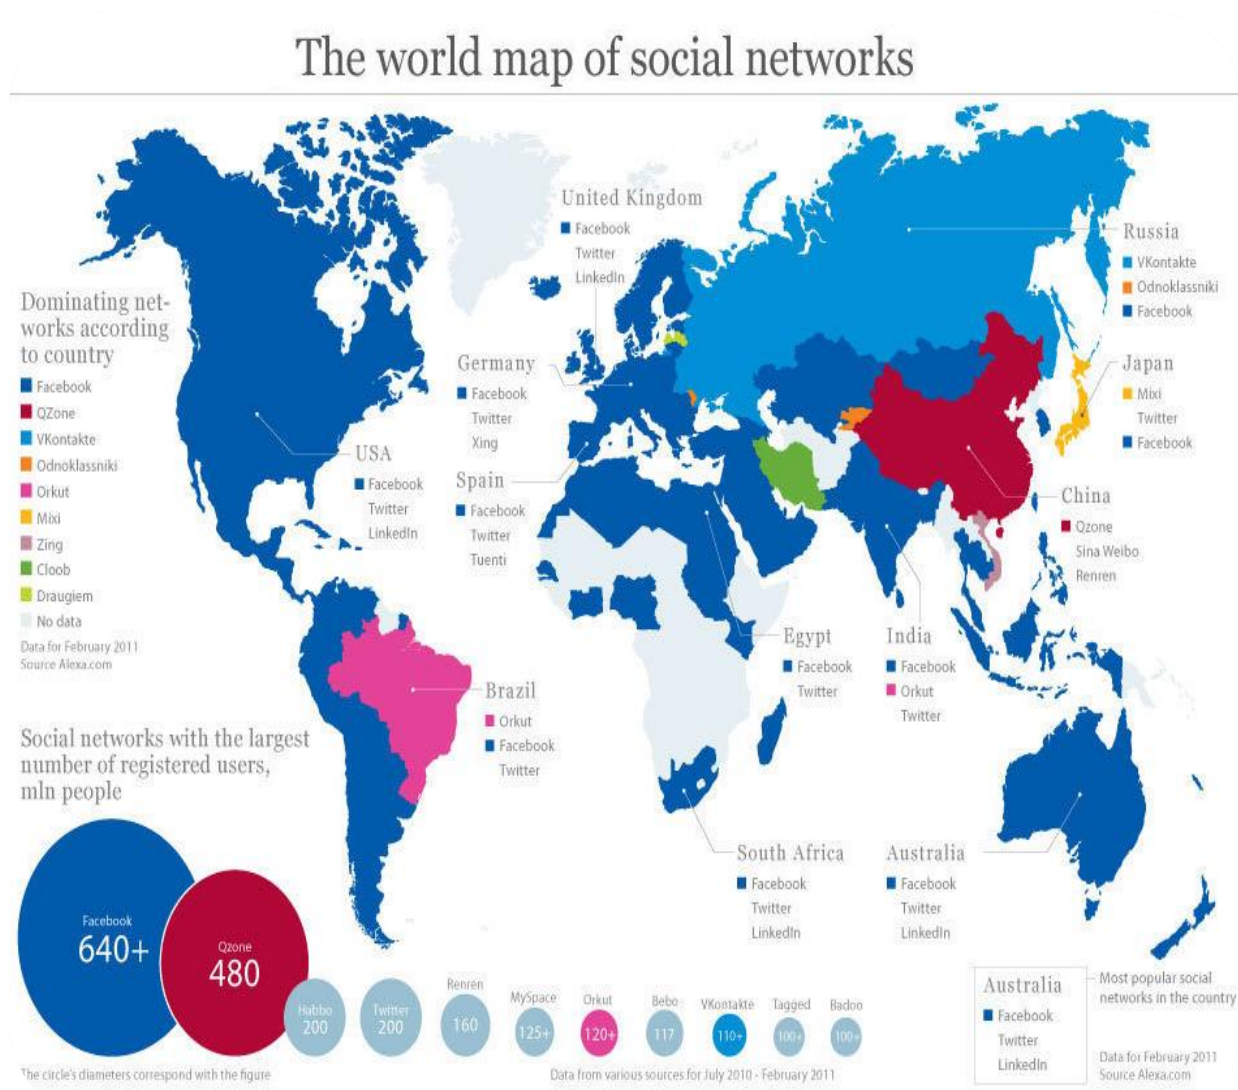 The world map of social networks
United Kingdom
Facebook
Twitter
LinkedIn
Russia
VKontakte
Odnoklassniki
Facebook
Dominating net-
works according
to country
Facebook
QZone
VKontakte
Odnoklassniki
Orkut
Mixi
Zing
Cloob
Draugiem
No data
Data for February 2011
Source Alexa.com
Germany
Facebook
Twitter
Xing
Japan
Mixi
Twitter
Facebook
USA
Facebook
Twitter
LinkedIn
Spain
Facebook
Twitter
Tuenti
China
Qzone
Sina Weibo
Renren
Egypt
Facebook
Twitter
India
Facebook
Orkut
Twitter
Brazil
Orkut
Facebook
Twitter
South Africa
Facebook
Twitter
LinkedIn
Australia
Facebook
Twitter
LinkedIn
Social networks with the largest
number of registered users,
mln people
Facebook
640+
Qzone
480
Habbo
200
Twitter
200
Renren
160
MySpace
125+
Orkut
120+
Bebo
117
VKontakte
110+
Tagged
100+
Badoo
100+
The circle's diameters correspond with the figure
Data from various sources for July 2010 - February 2011
Australia
Facebook
Twitter
LinkedIn
Most popular social
networks in the country
Data for February 2011
Source Alexa.com